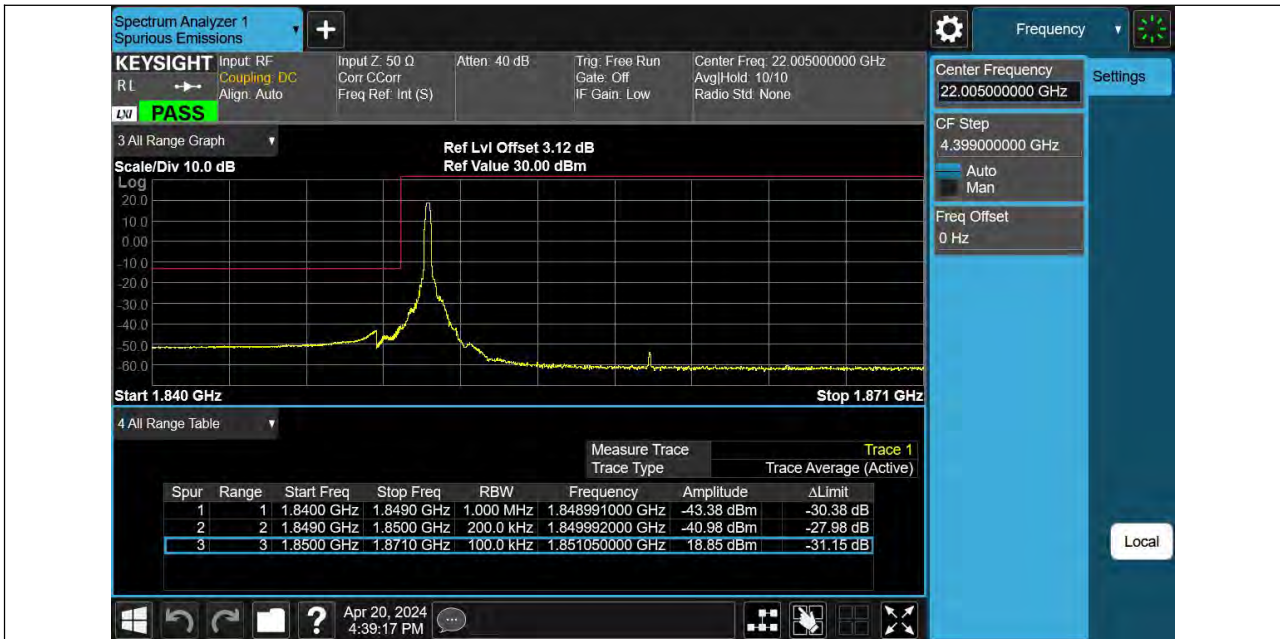 Spectrum Analyzer 1
Spurious Emissions
+
Frequency
KEYSIGHT
R L
LXI
PASS
Input: RF
Coupling: DC
Align: Auto
Input Z: 50 Ω
Corr CCorr
Freq Ref: Int (S)
Atten: 40 dB
Trig: Free Run
Gate: Off
IF Gain: Low
Center Freq: 22.005000000 GHz
Avg|Hold: 10/10
Radio Std: None
Center Frequency
22.005000000 GHz
Settings
CF Step
4.399000000 GHz
Auto
Man
Freq Offset
0 Hz
3 All Range Graph
Scale/Div 10.0 dB
Ref Lvl Offset 3.12 dB
Ref Value 30.00 dBm
Log
20.0
10.0
0.00
-10.0
-20.0
-30.0
-40.0
-50.0
-60.0
Start 1.840 GHz Stop 1.871 GHz
4 All Range Table
Measure Trace Trace 1
Trace Type Trace Average (Active)
Spur Range Start Freq Stop Freq RBW Frequency Amplitude ΔLimit
1 1 1.8400 GHz 1.8490 GHz 1.000 MHz 1.848991000 GHz -43.38 dBm -30.38 dB
2 2 1.8490 GHz 1.8500 GHz 200.0 kHz 1.849992000 GHz -40.98 dBm -27.98 dB
3 3 1.8500 GHz 1.8710 GHz 100.0 kHz 1.851050000 GHz 18.85 dBm -31.15 dB
Local
?
Apr 20, 2024
4:39:17 PM